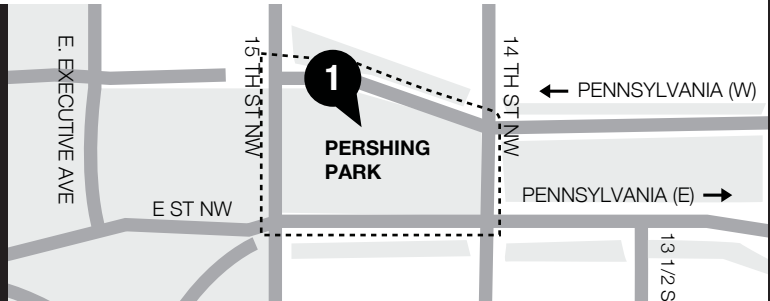 E. EXECUTIVE AVE
15 TH ST NW
1
14 TH ST NW
← PENNSYLVANIA (W)
PERSHING
PARK
PENNSYLVANIA (E) →
E ST NW
13 1/2 S